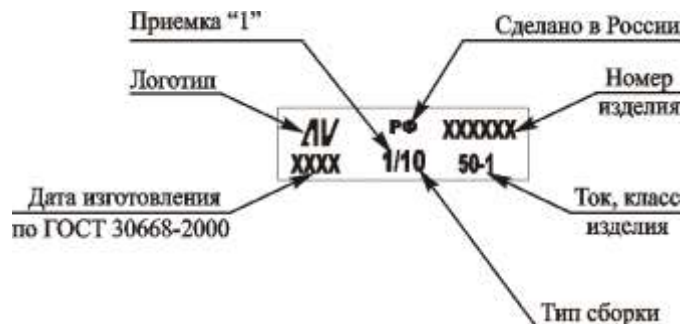 Приемка “1”
Сделано в России
Логотип
Номер
изделия
РФ
XXXXXX
XXXX
1/10
50-1
Дата изготовления
по ГОСТ 30668-2000
Ток, класс
изделия
Тип сборки